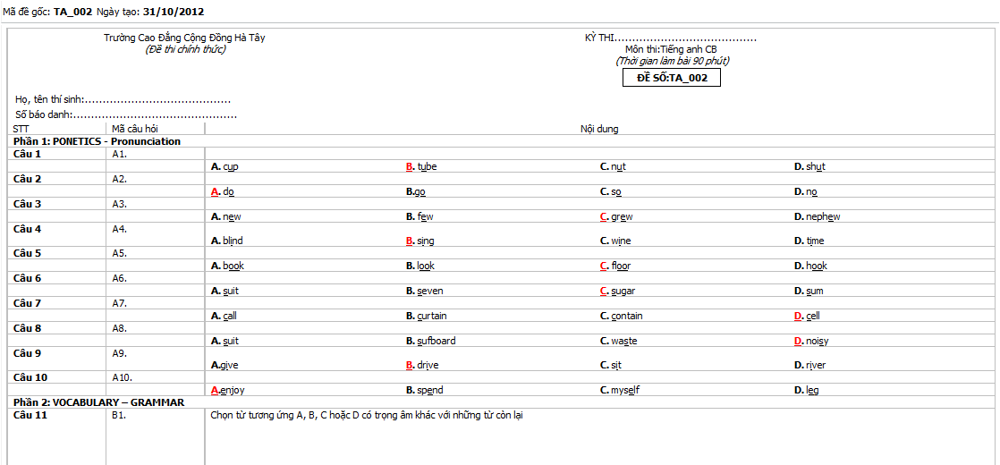 Mã đề gốc: TA_002 Ngày tạo: 31/10/2012
Trường Cao Đẳng Cộng Đồng Hà Tây
(Đề thi chính thức)
KỲ THI........................................
Môn thi:Tiếng anh CB
(Thời gian làm bài 90 phút)
ĐỀ SỐ:TA_002
Họ, tên thí sinh:.........................................
Số báo danh:..............................................
STT Mã câu hỏi Nội dung
Phần 1: PONETICS - Pronunciation
Câu 1 A1.
A. cup B. tube C. nut D. shut
Câu 2 A2.
A. do B.go C. so D. no
Câu 3 A3.
A. new B. few C. grew D. nephew
Câu 4 A4.
A. blind B. sing C. wine D. time
Câu 5 A5.
A. book B. look C. floor D. hook
Câu 6 A6.
A. suit B. seven C. sugar D. sum
Câu 7 A7.
A. call B. curtain C. contain D. cell
Câu 8 A8.
A. suit B. sufboard C. waste D. noisy
Câu 9 A9.
A.give B. drive C. sit D. river
Câu 10 A10.
A.enjoy B. spend C. myself D. leg
Phần 2: VOCABULARY – GRAMMAR
Câu 11 B1. Chọn từ tương ứng A, B, C hoặc D có trọng âm khác với những từ còn lại